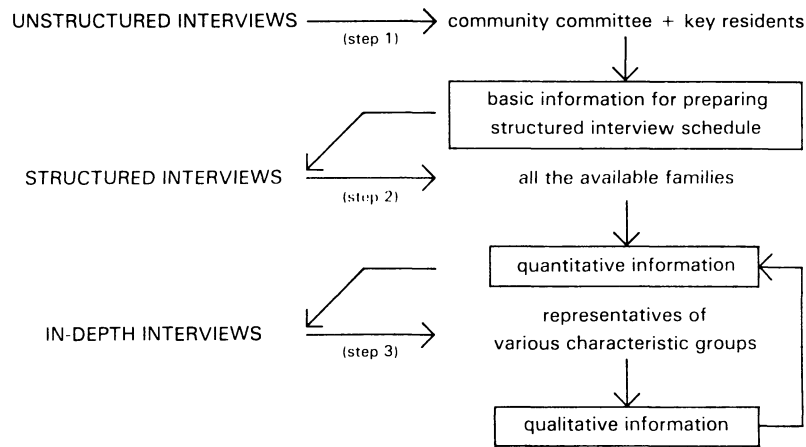 UNSTRUCTURED INTERVIEWS
(step 1)
community committee + key residents
basic information for preparing
structured interview schedule
STRUCTURED INTERVIEWS
(step 2)
all the available families
quantitative information
IN-DEPTH INTERVIEWS
(step 3)
representatives of
various characteristic groups
qualitative information